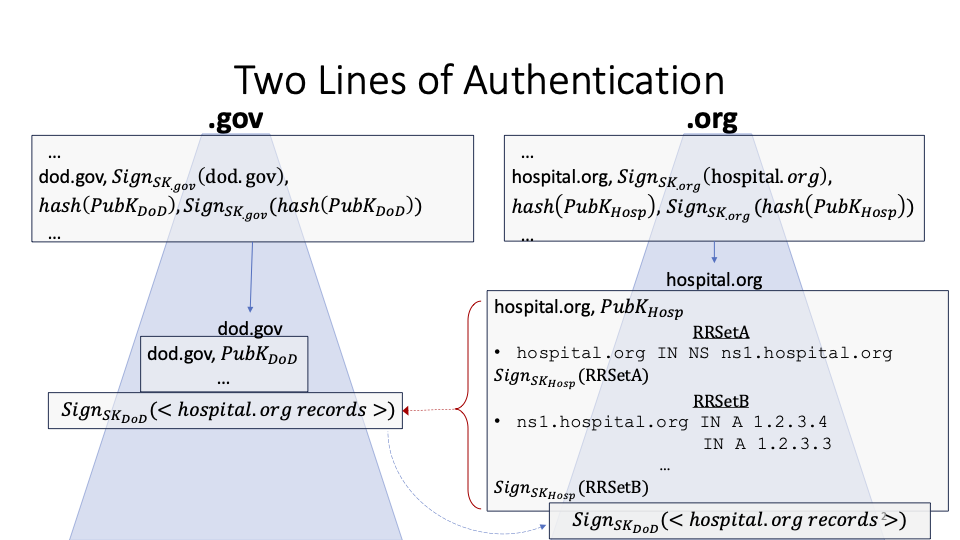 Two Lines of Authentication
.gov
...
dod.gov, Sign_{SK_{.gov}}(dod.gov),
hash(PubK_{DoD}), Sign_{SK_{.gov}}(hash(PubK_{DoD}))
...
dod.gov
dod.gov, PubK_{DoD}
...
Sign_{SK_{DoD}}(< hospital.org records >)
.org
...
hospital.org, Sign_{SK_{.org}}(hospital.org),
hash(PubK_{Hosp}), Sign_{SK_{.org}}(hash(PubK_{Hosp}))
...
hospital.org
hospital.org, PubK_{Hosp}
RRSetA
• hospital.org IN NS ns1.hospital.org
Sign_{SK_{Hosp}}(RRSetA)
RRSetB
• ns1.hospital.org IN A 1.2.3.4
IN A 1.2.3.3
...
Sign_{SK_{Hosp}}(RRSetB)
Sign_{SK_{DoD}}(< hospital.org records >)
2